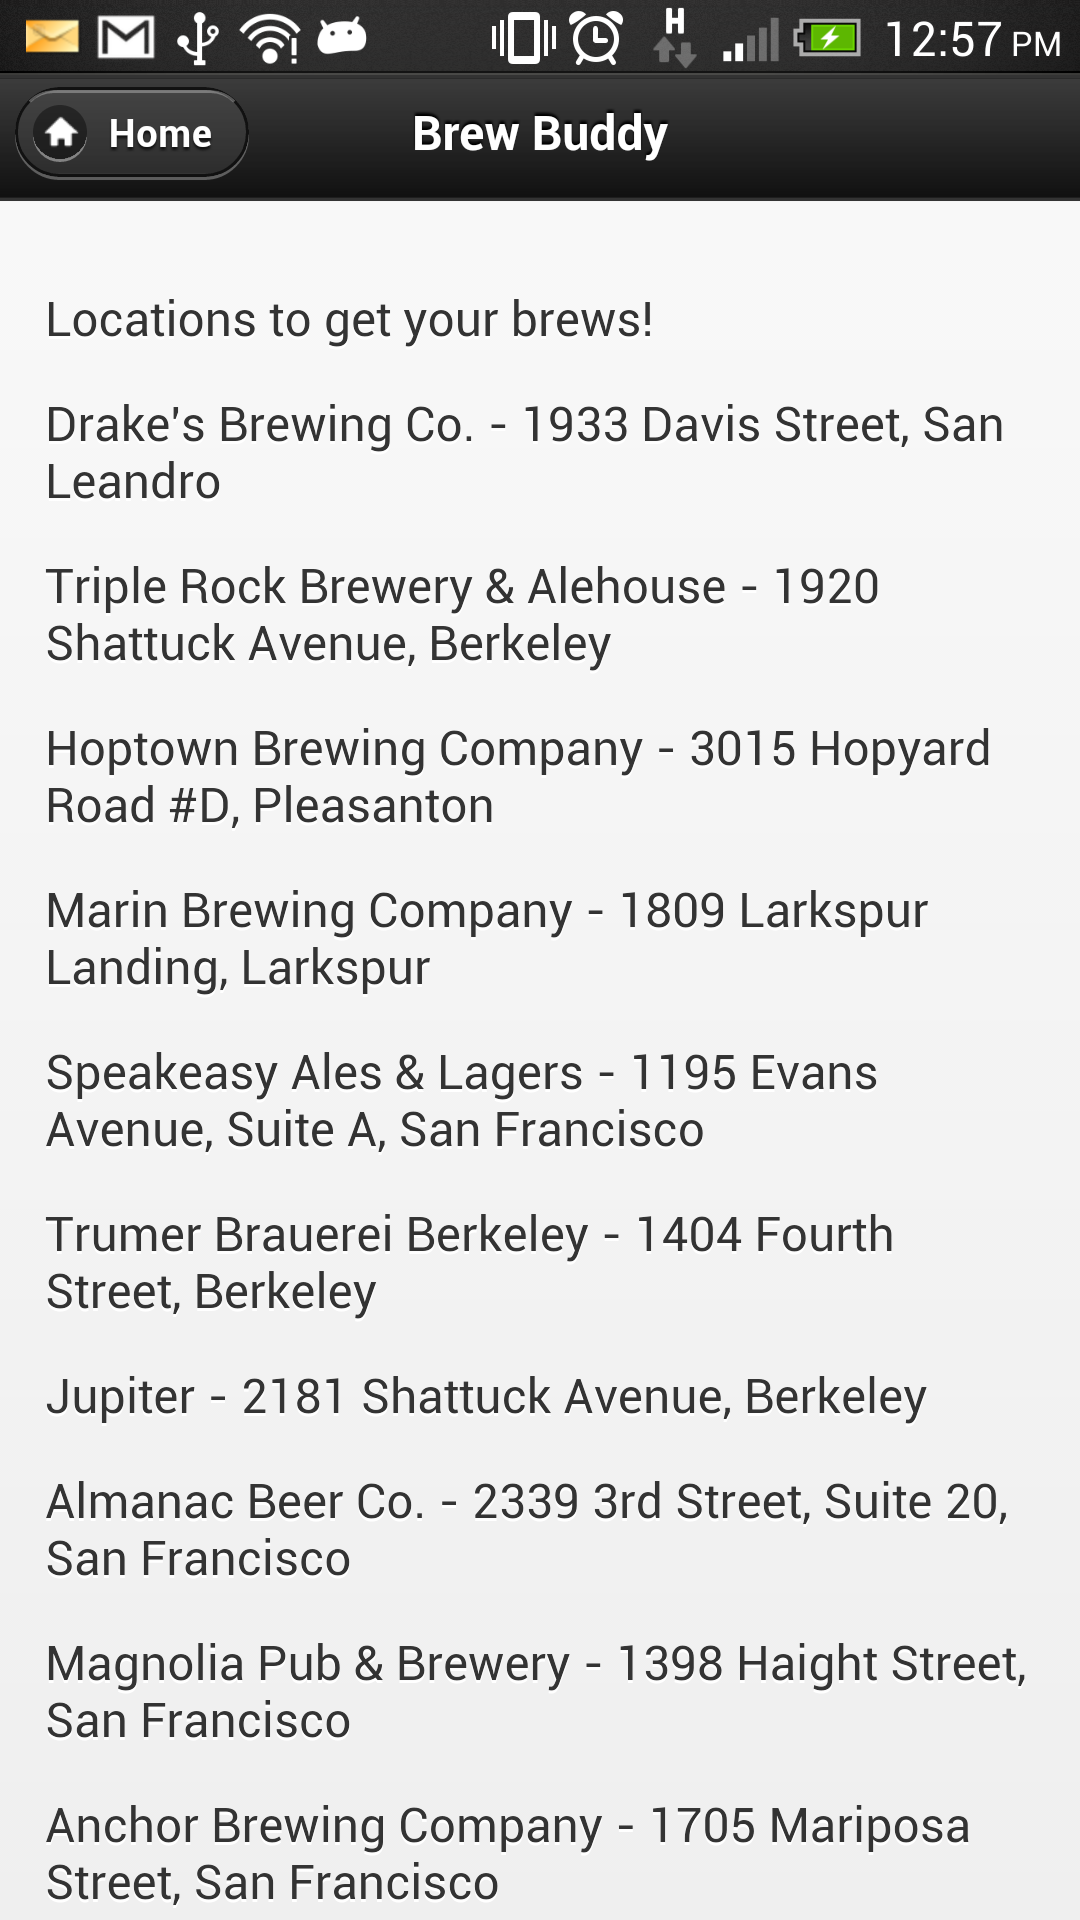 H
12:57 PM
Home
Brew Buddy
Locations to get your brews!
Drake's Brewing Co. - 1933 Davis Street, San
Leandro
Triple Rock Brewery & Alehouse - 1920
Shattuck Avenue, Berkeley
Hoptown Brewing Company - 3015 Hopyard
Road #D, Pleasanton
Marin Brewing Company - 1809 Larkspur
Landing, Larkspur
Speakeasy Ales & Lagers - 1195 Evans
Avenue, Suite A, San Francisco
Trumer Brauerei Berkeley - 1404 Fourth
Street, Berkeley
Jupiter - 2181 Shattuck Avenue, Berkeley
Almanac Beer Co. - 2339 3rd Street, Suite 20,
San Francisco
Magnolia Pub & Brewery - 1398 Haight Street,
San Francisco
Anchor Brewing Company - 1705 Mariposa
Street, San Francisco